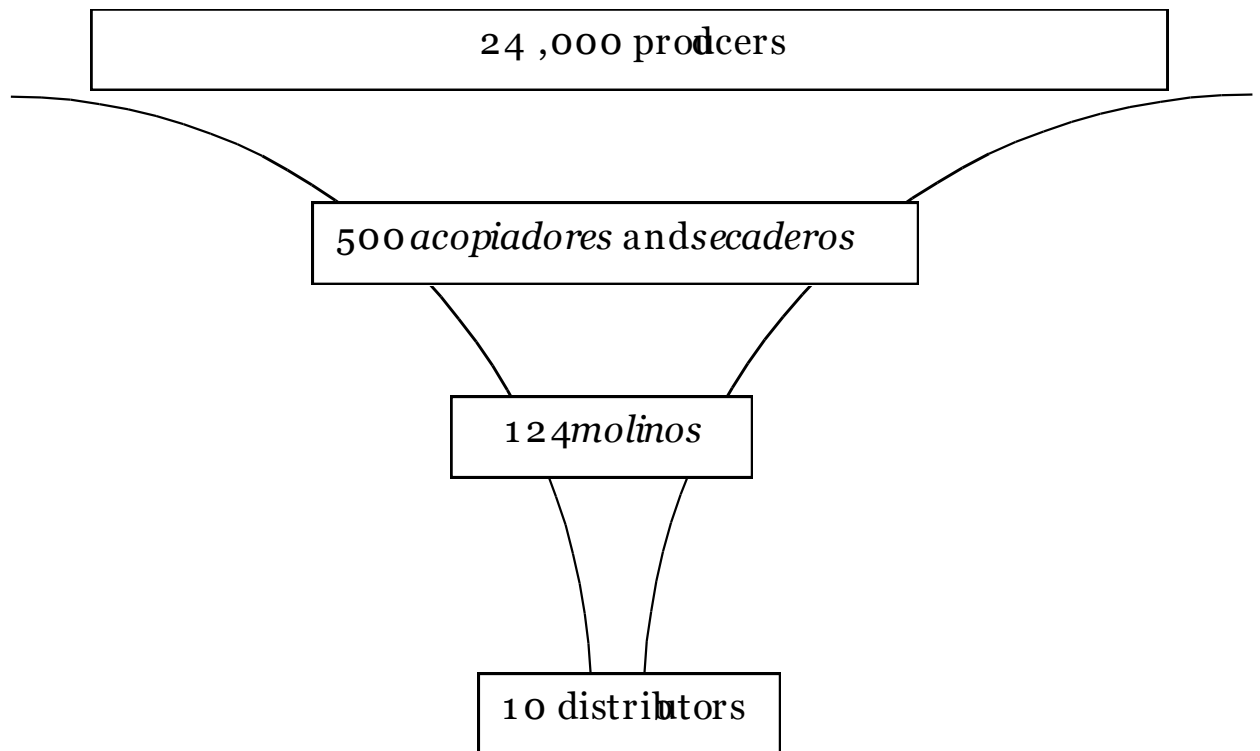 24 ,000 producers
500 acopiadores and secaderos
124 molinos
10 distributors